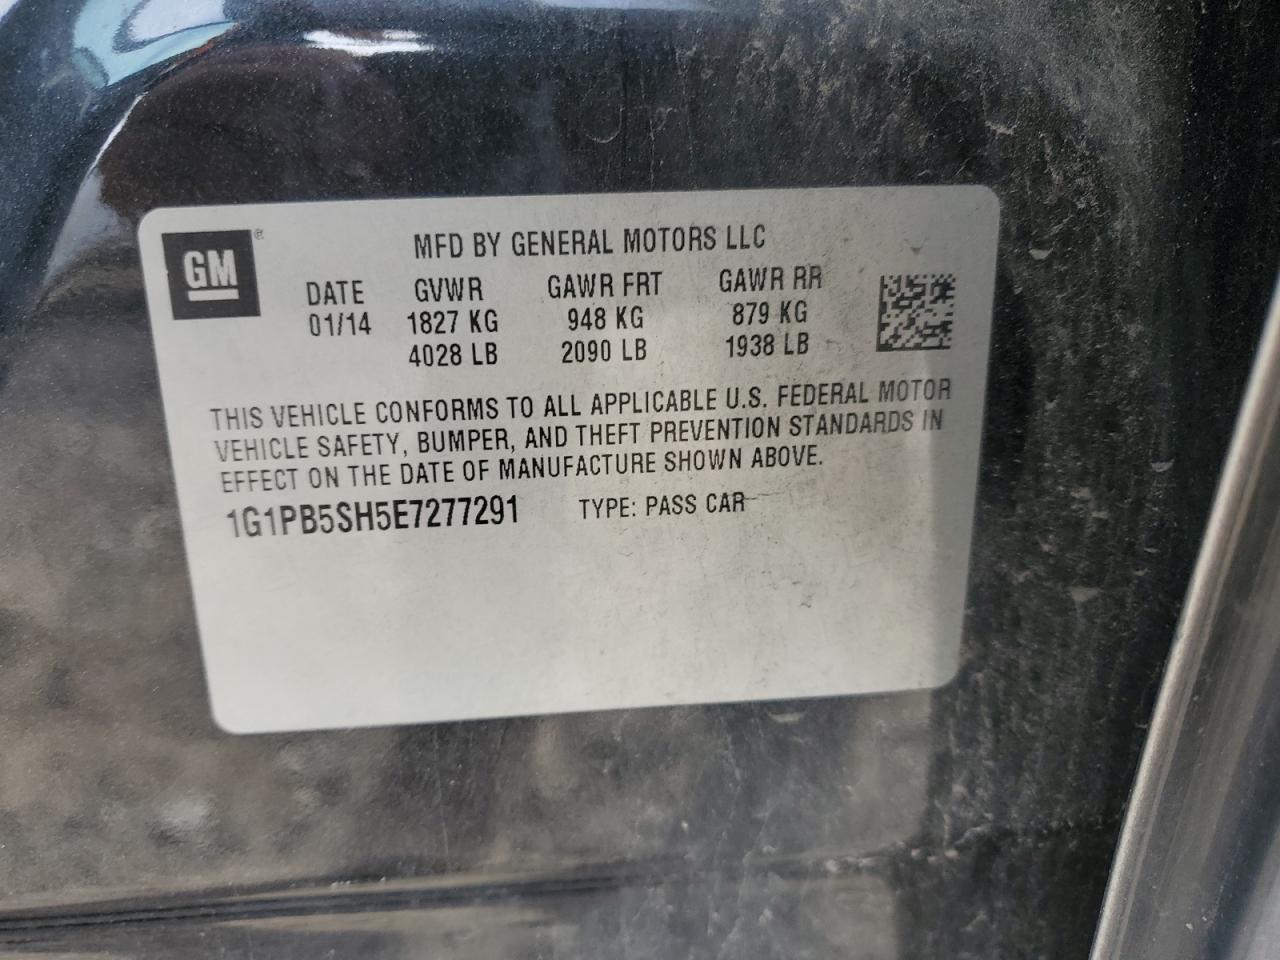 GM®
MFD BY GENERAL MOTORS LLC
DATE GVWR GAWR FRT GAWR RR
01/14 1827 KG 948 KG 879 KG
4028 LB 2090 LB 1938 LB
THIS VEHICLE CONFORMS TO ALL APPLICABLE U.S. FEDERAL MOTOR
VEHICLE SAFETY, BUMPER, AND THEFT PREVENTION STANDARDS IN
EFFECT ON THE DATE OF MANUFACTURE SHOWN ABOVE.
1G1PB5SH5E7277291 TYPE: PASS CAR